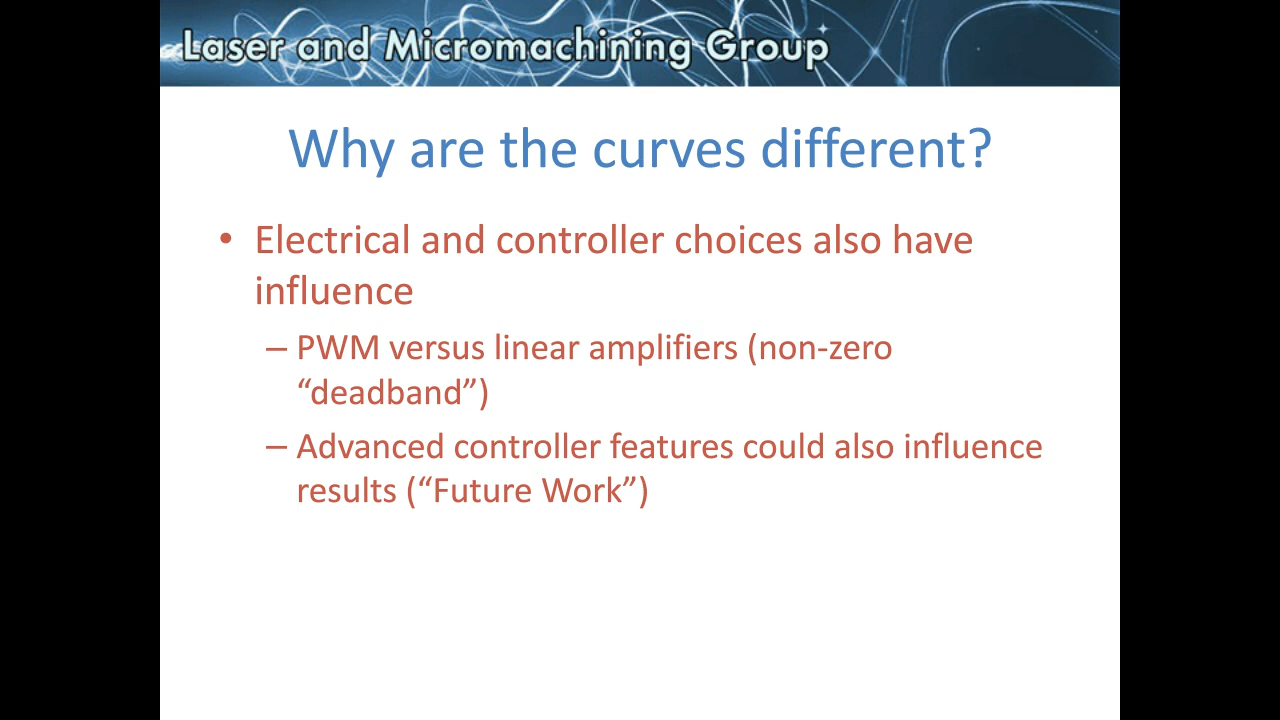 Laser and Micromachining Group
Why are the curves different?
• Electrical and controller choices also have
influence
– PWM versus linear amplifiers (non-zero
“deadband”)
– Advanced controller features could also influence
results (“Future Work”)